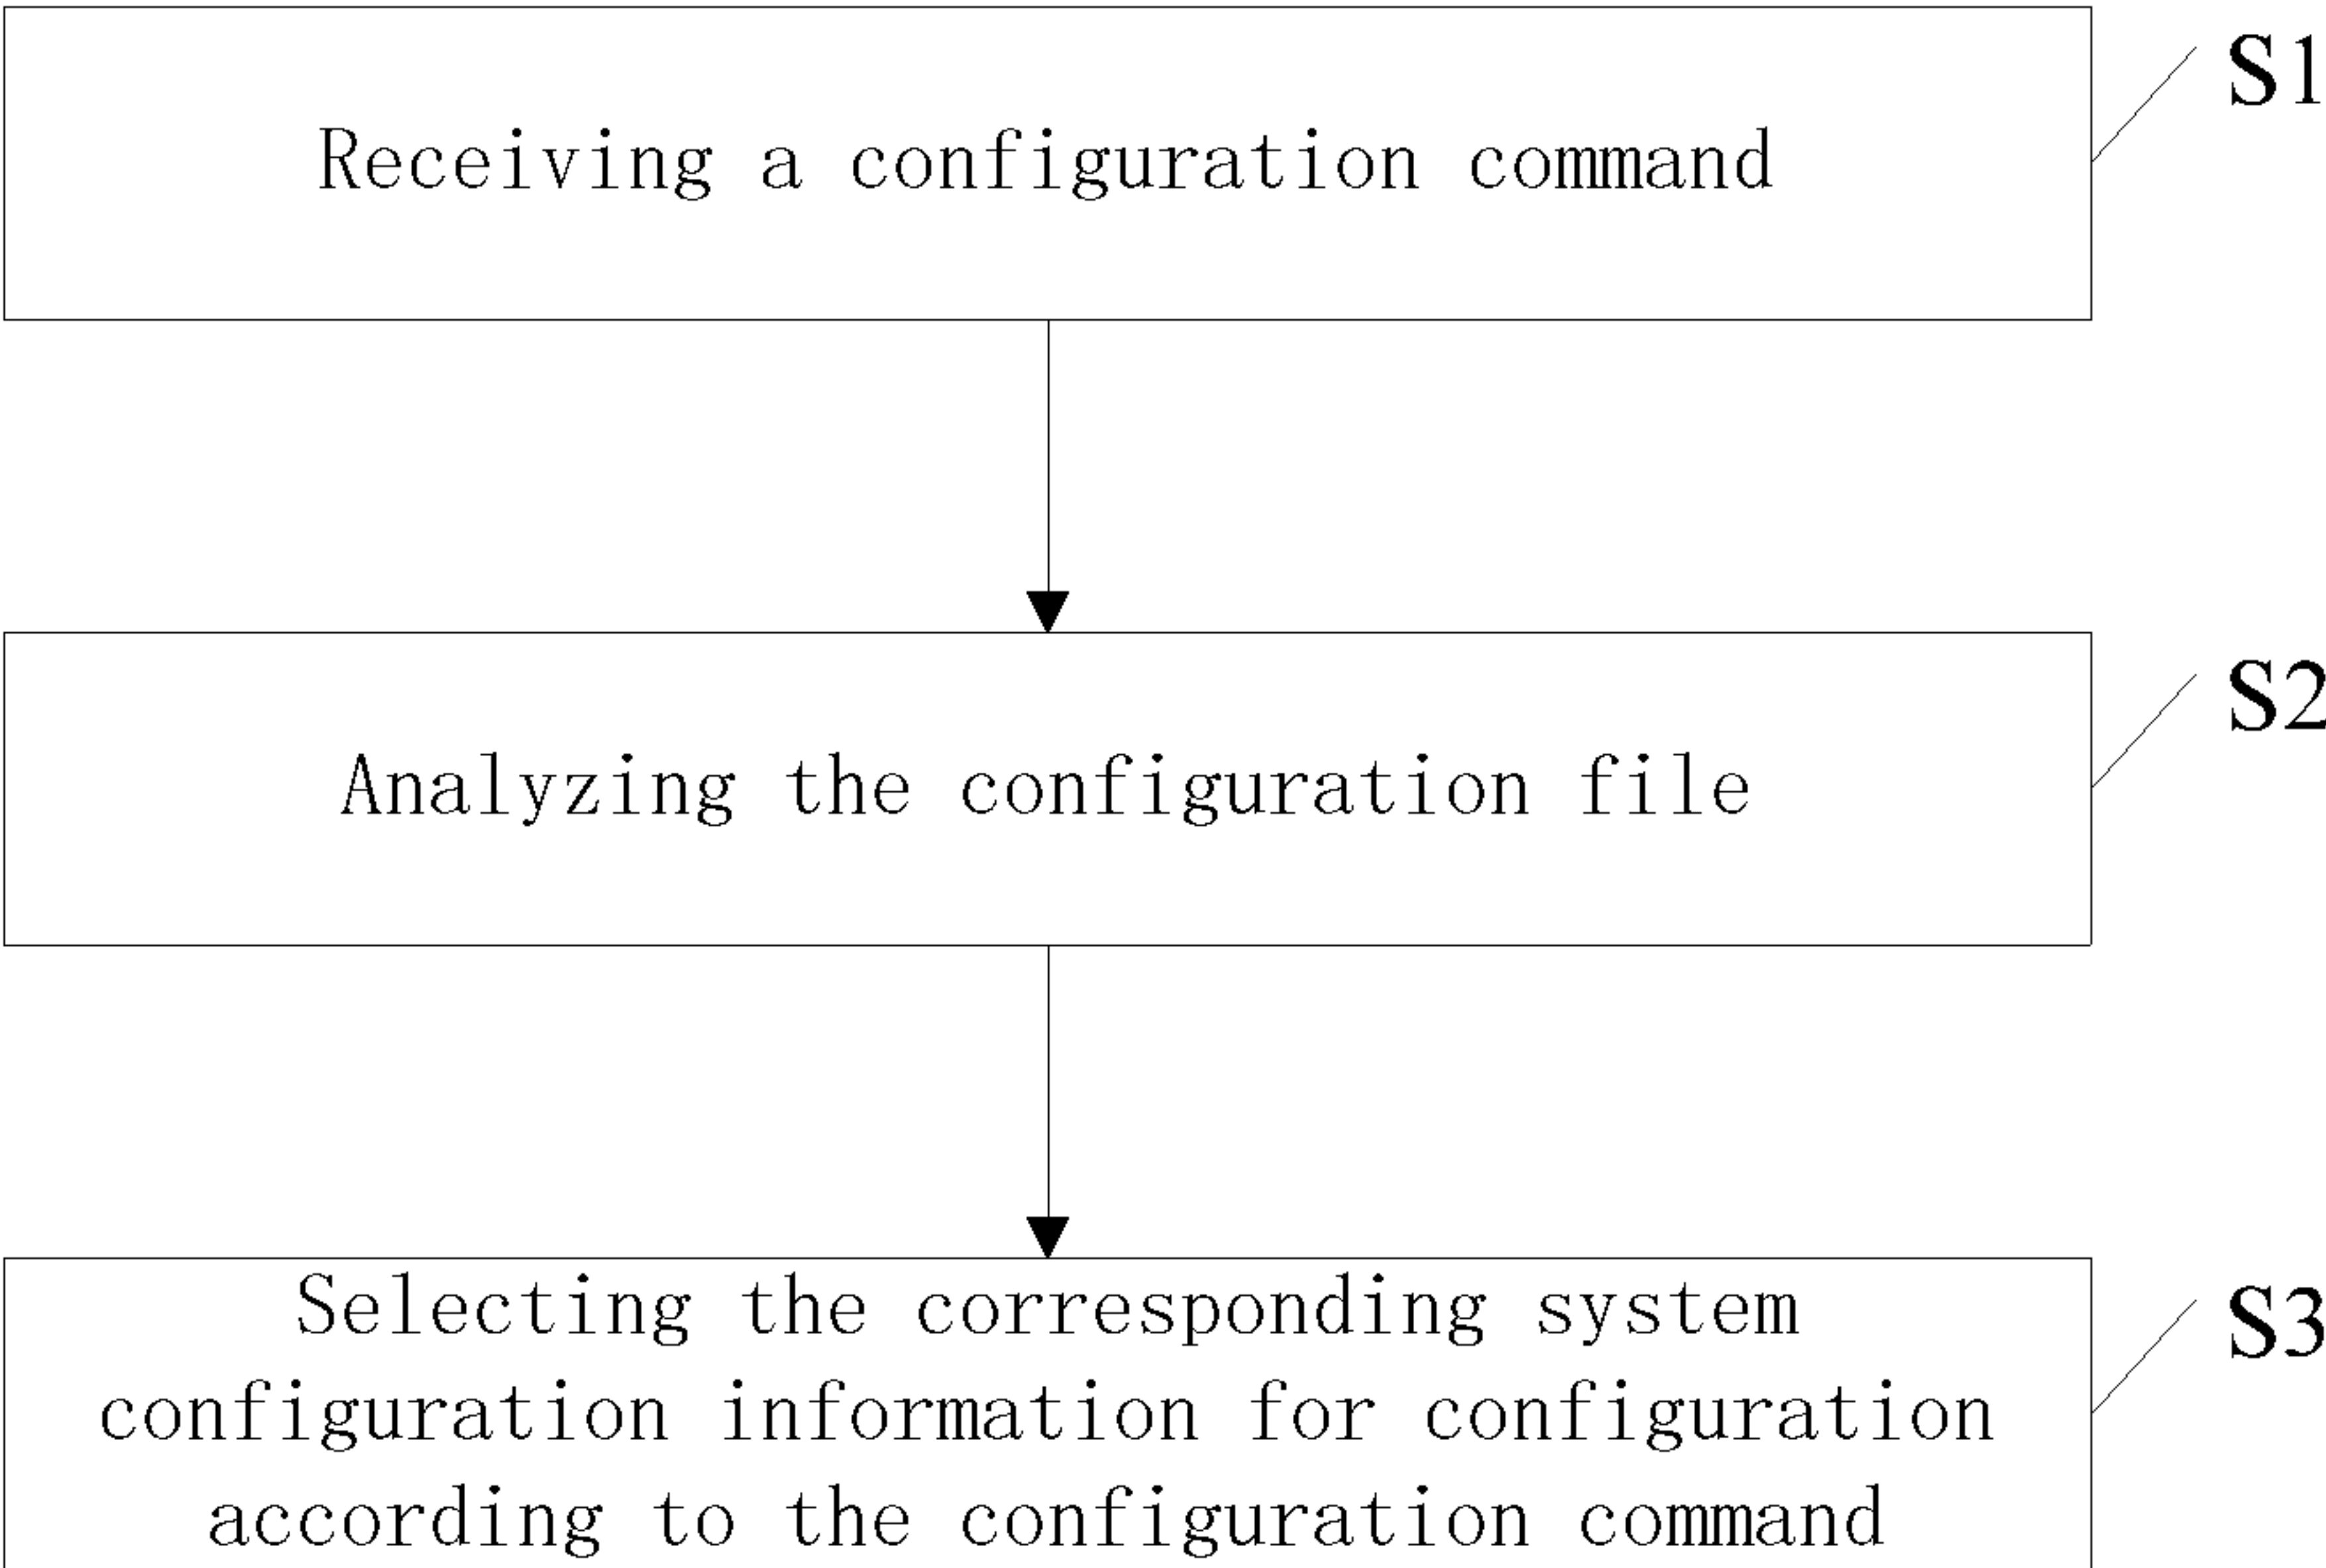 Receiving a configuration command
S1
Analyzing the configuration file
S2
Selecting the corresponding system
configuration information for configuration
according to the configuration command
S3